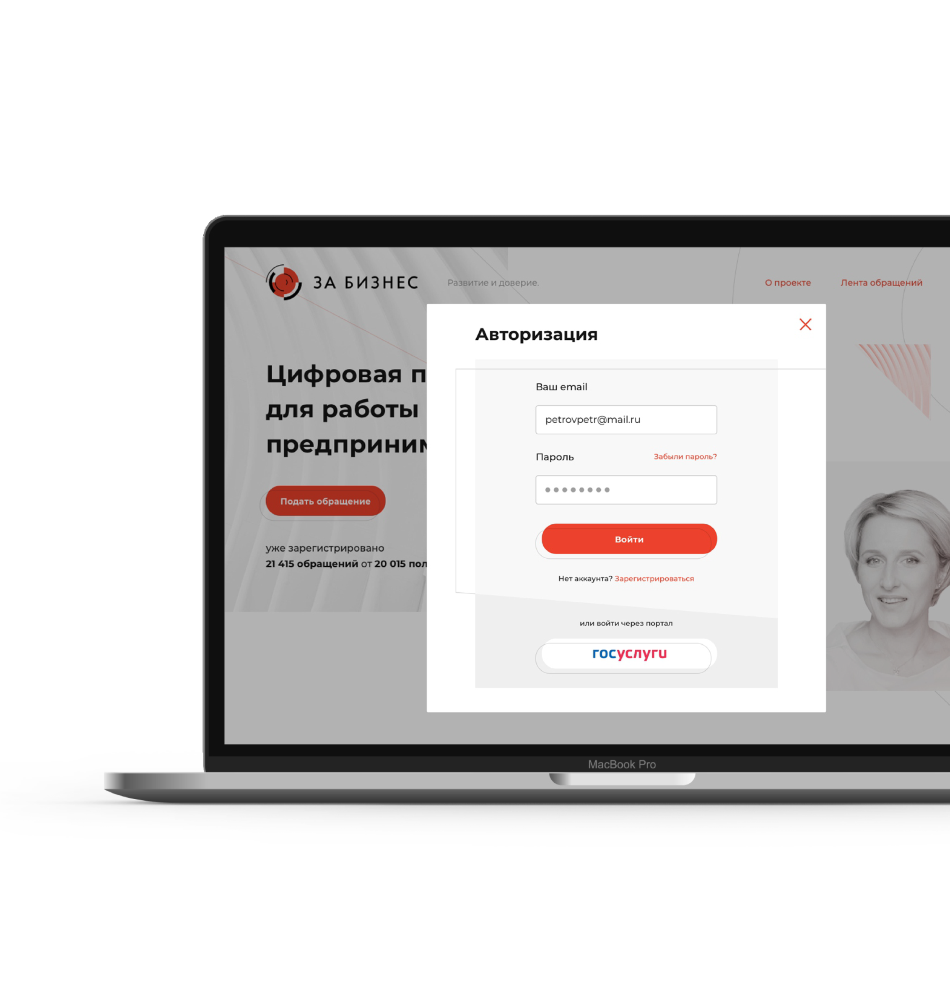 ЗА БИЗНЕС
Развитие и доверие.
О проекте
Лента обращений
Цифровая
для работы
Подать обращение
уже зарегистрировано
21 415 обращений от 20 015
Авторизация
Ваш email
petrovpetr@mail.ru
Пароль
Забыли пароль?
Войти
Нет аккаунта? Зарегистрироваться
или войти через портал
госуслуги
MacBook Pro